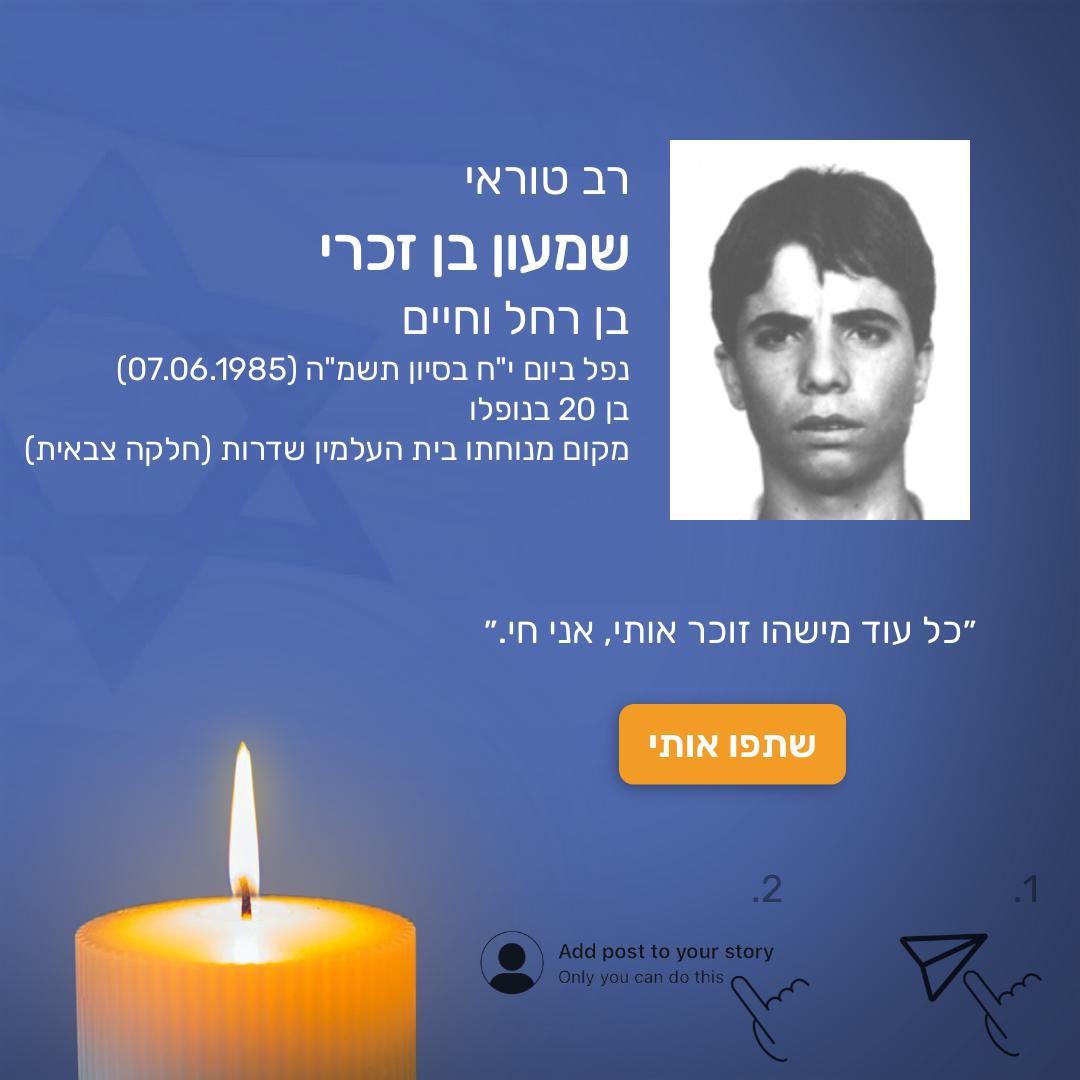 רב טוראי
שמעון בן זכרי
בן רחל וחיים
נפל ביום י"ח בסיון תשמ"ה (07.06.1985)
בן 20 בנופלו
מקום מנוחתו בית העלמין שדרות (חלקה צבאית)
״כל עוד מישהו זוכר אותי, אני חי.״
שתפו אותי
1.
2.
Add post to your story
Only you can do this